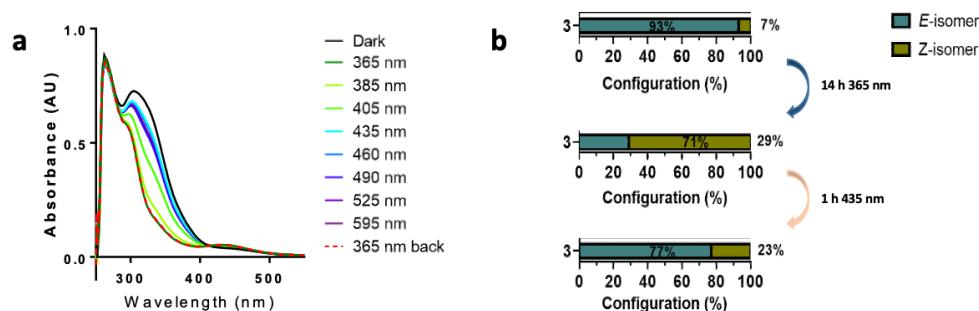 a
Absorbance (AU)
1.0
0.5
0.0
300
400
500
Wavelength (nm)
Dark
365 nm
385 nm
405 nm
435 nm
460 nm
490 nm
525 nm
595 nm
365 nm back
b
3
93%
7%
0 20 40 60 80 100
Configuration (%)
14 h 365 nm
3
71%
29%
0 20 40 60 80 100
Configuration (%)
1 h 435 nm
3
77%
23%
0 20 40 60 80 100
Configuration (%)
E-isomer
Z-isomer